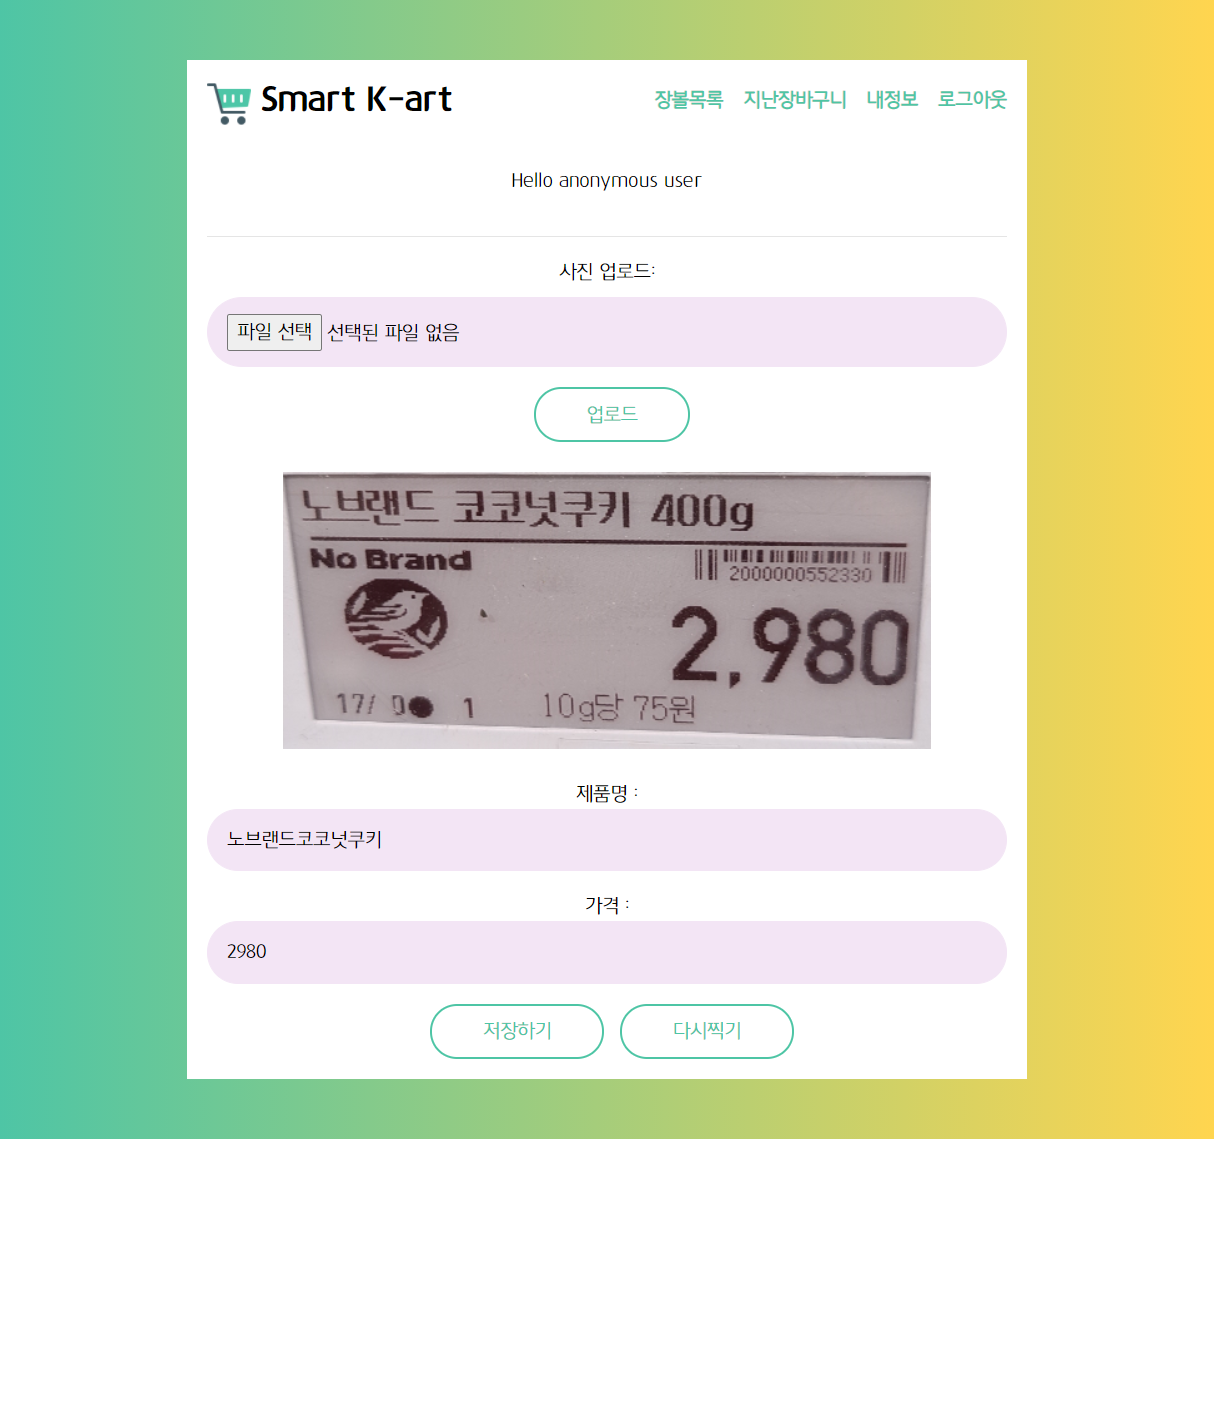 Smart K-art
장볼목록 지난장바구니 내정보 로그아웃
Hello anonymous user
사진 업로드:
파일 선택 선택된 파일 없음
업로드
노브랜드 코코넛쿠키 400g
No Brand
2000000552330
2,980
17/ 0● 1 10g당 75원
제품명 :
노브랜드코코넛쿠키
가격 :
2980
저장하기 다시찍기